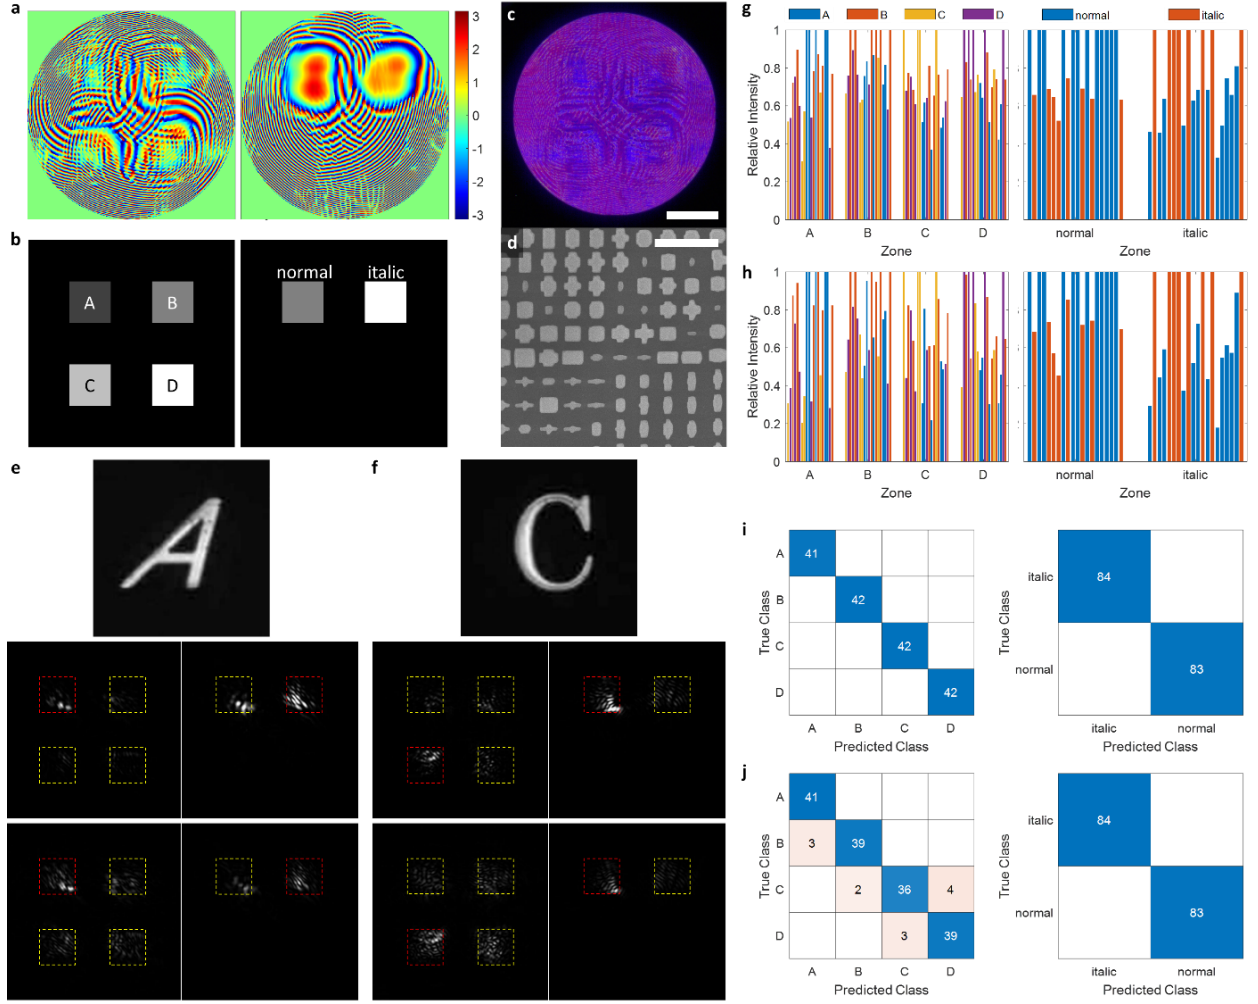 a
3
2
1
0
-1
-2
-3
b
A
B
C
D
normal
italic
c
d
e
A
f
C
g
A
B
C
D
normal
italic
Relative Intensity
1
0.8
0.6
0.4
0.2
0
A
B
C
D
Zone
normal
italic
Zone
h
Relative Intensity
1
0.8
0.6
0.4
0.2
0
A
B
C
D
Zone
normal
italic
Zone
i
True Class
A
B
C
D
41
42
42
42
A
B
C
D
Predicted Class
True Class
italic
normal
84
83
italic
normal
Predicted Class
j
True Class
A
B
C
D
41
3
39
2
36
4
3
39
A
B
C
D
Predicted Class
True Class
italic
normal
84
83
italic
normal
Predicted Class